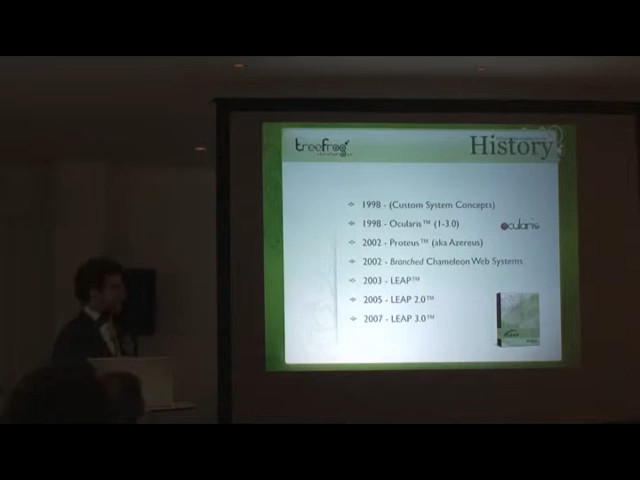 treefrog
History
1998 - (Custom System Concepts)
1998 - Ocularis™ (1-3.0)
ocularis
2002 - Proteus™ (aka Azereus)
2002 - Branched Chameleon Web Systems
2003 - LEAP™
2005 - LEAP 2.0™
2007 - LEAP 3.0™